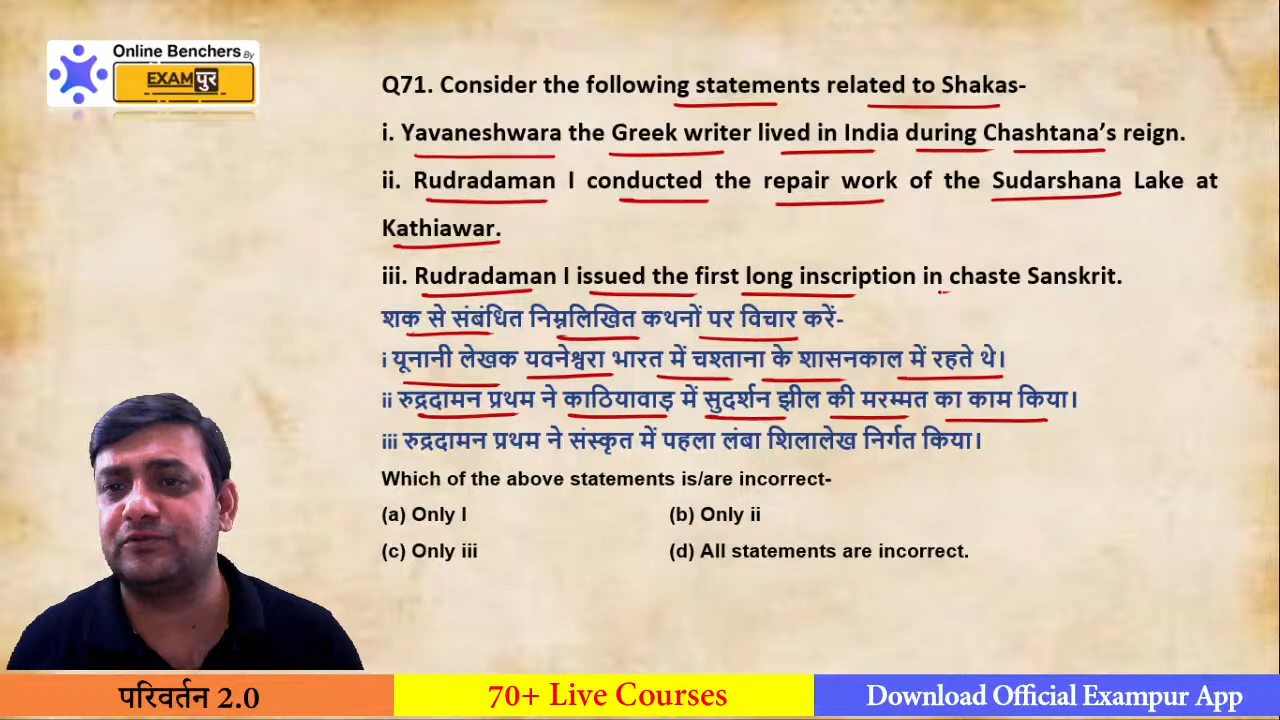 Online Benchers By
EXAMपुर
Q71. Consider the following statements related to Shakas-
i. Yavaneshwara the Greek writer lived in India during Chashtana’s reign.
ii. Rudradaman I conducted the repair work of the Sudarshana Lake at
Kathiawar.
iii. Rudradaman I issued the first long inscription in chaste Sanskrit.
शक से संबंधित निम्नलिखित कथनों पर विचार करें-
i यूनानी लेखक यवनेश्वरा भारत में चश्ताना के शासनकाल में रहते थे।
ii रुद्रदामन प्रथम ने काठियावाड़ में सुदर्शन झील की मरम्मत का काम किया।
iii रुद्रदामन प्रथम ने संस्कृत में पहला लंबा शिलालेख निर्गत किया।
Which of the above statements is/are incorrect-
(a) Only I (b) Only ii
(c) Only iii (d) All statements are incorrect.
परिवर्तन 2.0 70+ Live Courses Download Official Exampur App